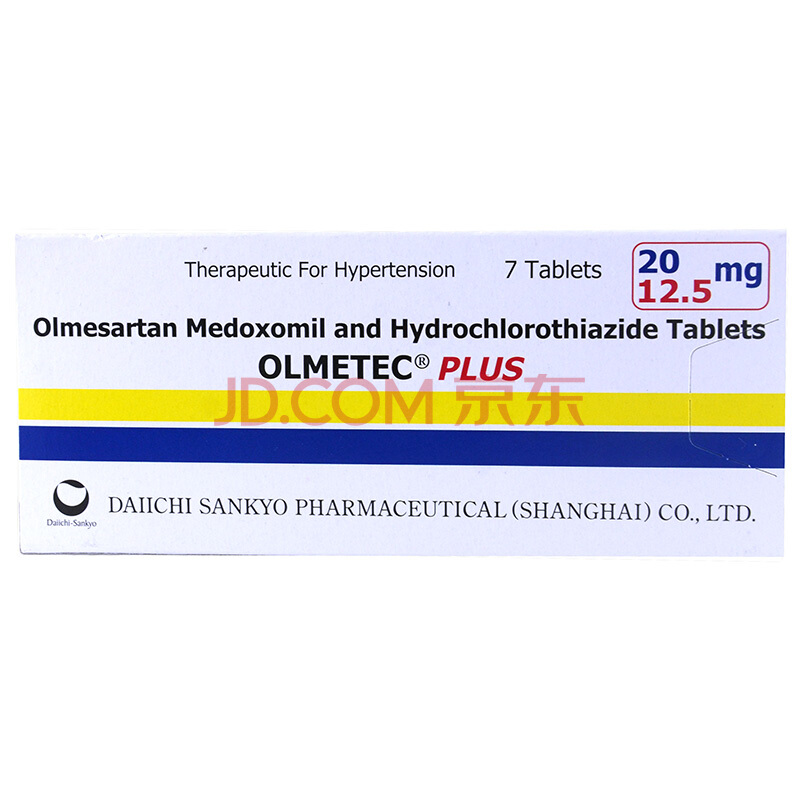 Therapeutic For Hypertension 7 Tablets 20 mg
12.5
Olmesartan Medoxomil and Hydrochlorothiazide Tablets
OLMETEC® PLUS
JD.COM 京东
Daiichi-Sankyo
DAIICHI SANKYO PHARMACEUTICAL (SHANGHAI) CO., LTD.